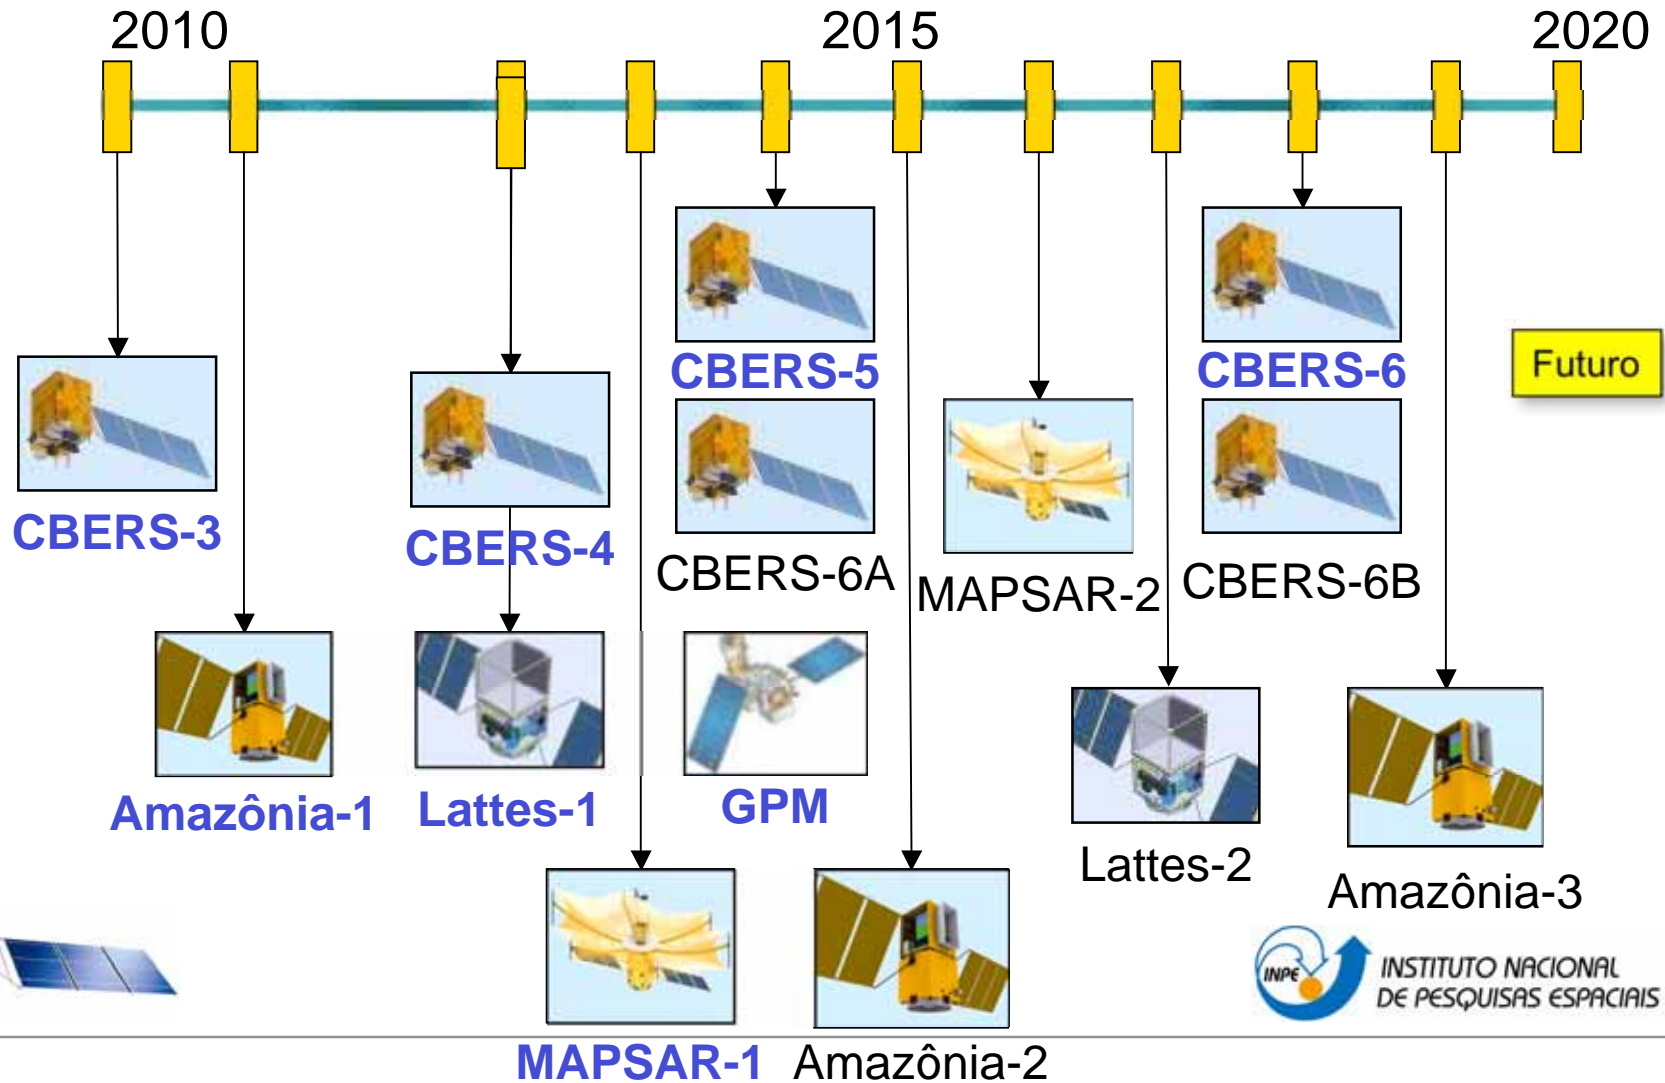 2010
2015
2020
CBERS-5
CBERS-6
Futuro
CBERS-3
CBERS-4
CBERS-6A
MAPSAR-2
CBERS-6B
Amazônia-1
Lattes-1
GPM
Lattes-2
Amazônia-3
INPE
INSTITUTO NACIONAL
DE PESQUISAS ESPACIAIS
MAPSAR-1
Amazônia-2